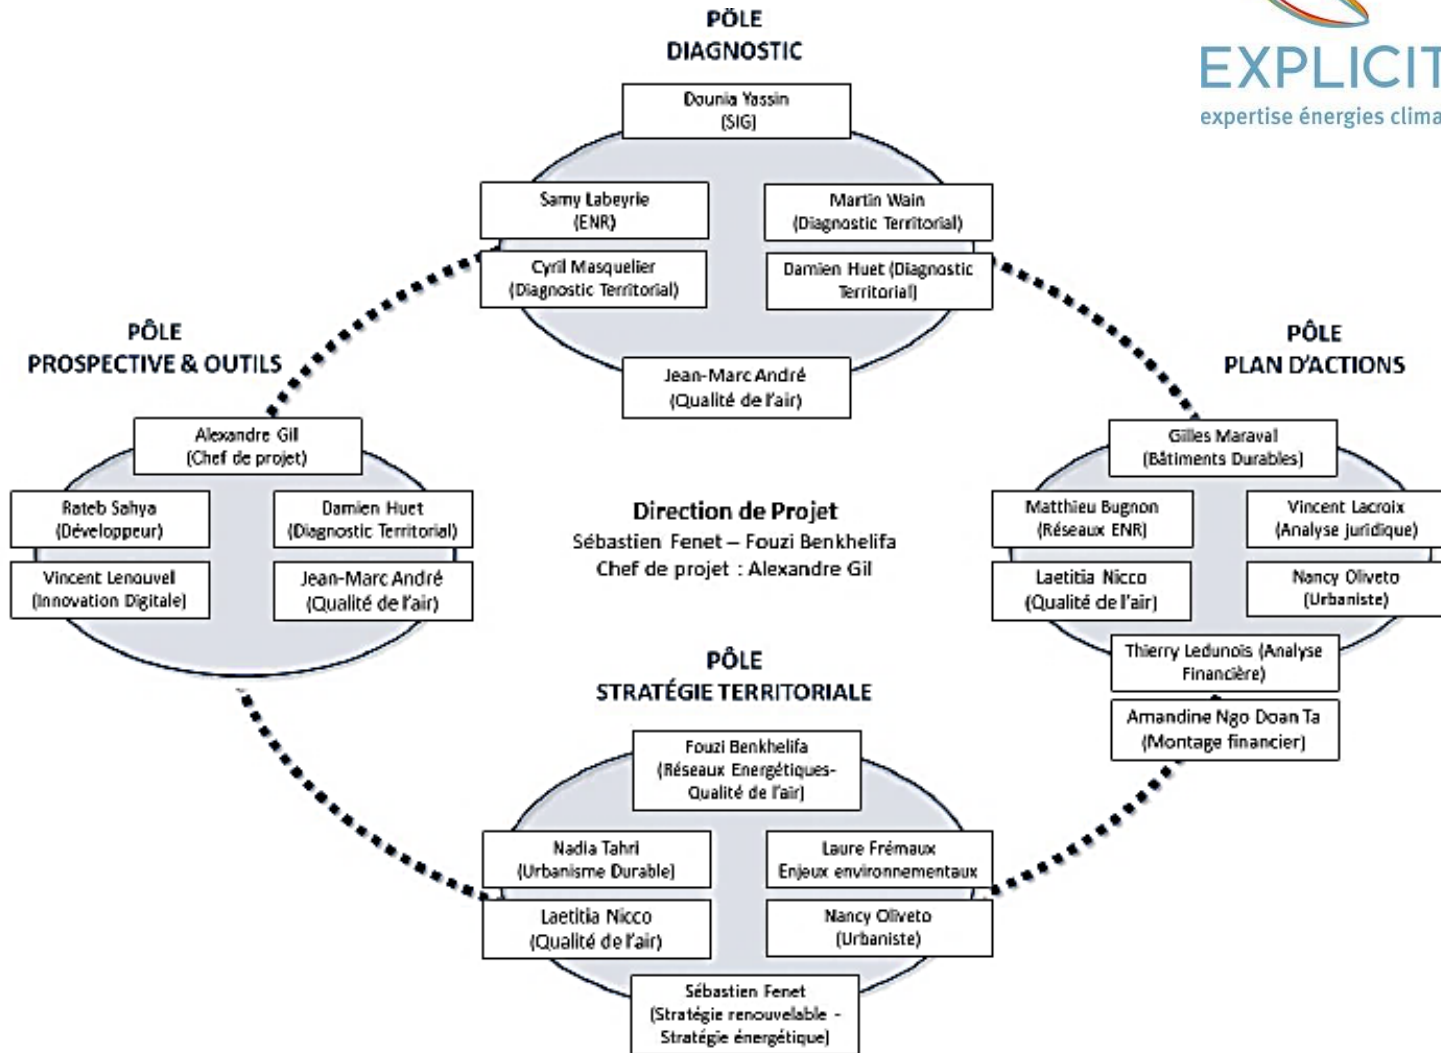 PÔLE
DIAGNOSTIC
EXPLICIT
expertise énergies clima
Dounia Yassin
(SIG)
Samy Labeyrie
(ENR)
Martin Wain
(Diagnostic Territorial)
Cyril Masquelier
(Diagnostic Territorial)
Damien Huet (Diagnostic
Territorial)
Jean-Marc André
(Qualité de l'air)
PÔLE
PROSPECTIVE & OUTILS
Alexandre Gil
(Chef de projet)
Rateb Sahya
(Développeur)
Damien Huet
(Diagnostic Territorial)
Vincent Lenouvel
(Innovation Digitale)
Jean-Marc André
(Qualité de l'air)
Direction de Projet
Sébastien Fenet – Fouzi Benkhelifa
Chef de projet : Alexandre Gil
PÔLE
PLAN D'ACTIONS
Gilles Maraval
(Bâtiments Durables)
Matthieu Bugnon
(Réseaux ENR)
Vincent Lacroix
(Analyse juridique)
Laetitia Nicco
(Qualité de l'air)
Nancy Oliveto
(Urbaniste)
Thierry Ledunois (Analyse
Financière)
Amandine Ngo Doan Ta
(Montage financier)
PÔLE
STRATÉGIE TERRITORIALE
Fouzi Benkhelifa
(Réseaux Energétiques-
Qualité de l'air)
Nadia Tahri
(Urbanisme Durable)
Laure Frémaux
Enjeux environnementaux
Laetitia Nicco
(Qualité de l'air)
Nancy Oliveto
(Urbaniste)
Sébastien Fenet
(Stratégie renouvelable -
Stratégie énergétique)